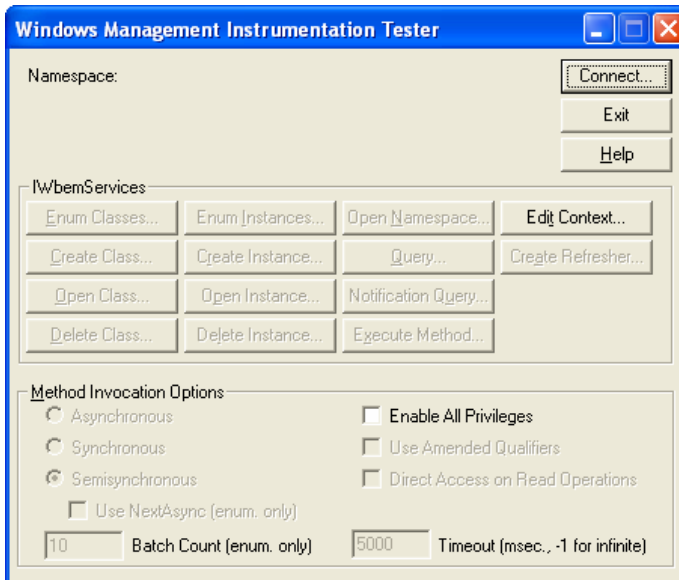 Windows Management Instrumentation Tester
Namespace:
Connect...
Exit
Help
IWbemServices
Enum Classes... Enum Instances... Open Namespace... Edit Context...
Create Class... Create Instance... Query... Create Refresher...
Open Class... Open Instance... Notification Query...
Delete Class... Delete Instance... Execute Method...
Method Invocation Options
Asynchronous Enable All Privileges
Synchronous Use Amended Qualifiers
Semisynchronous Direct Access on Read Operations
Use NextAsync (enum. only)
10 Batch Count (enum. only) 5000 Timeout (msec., -1 for infinite)